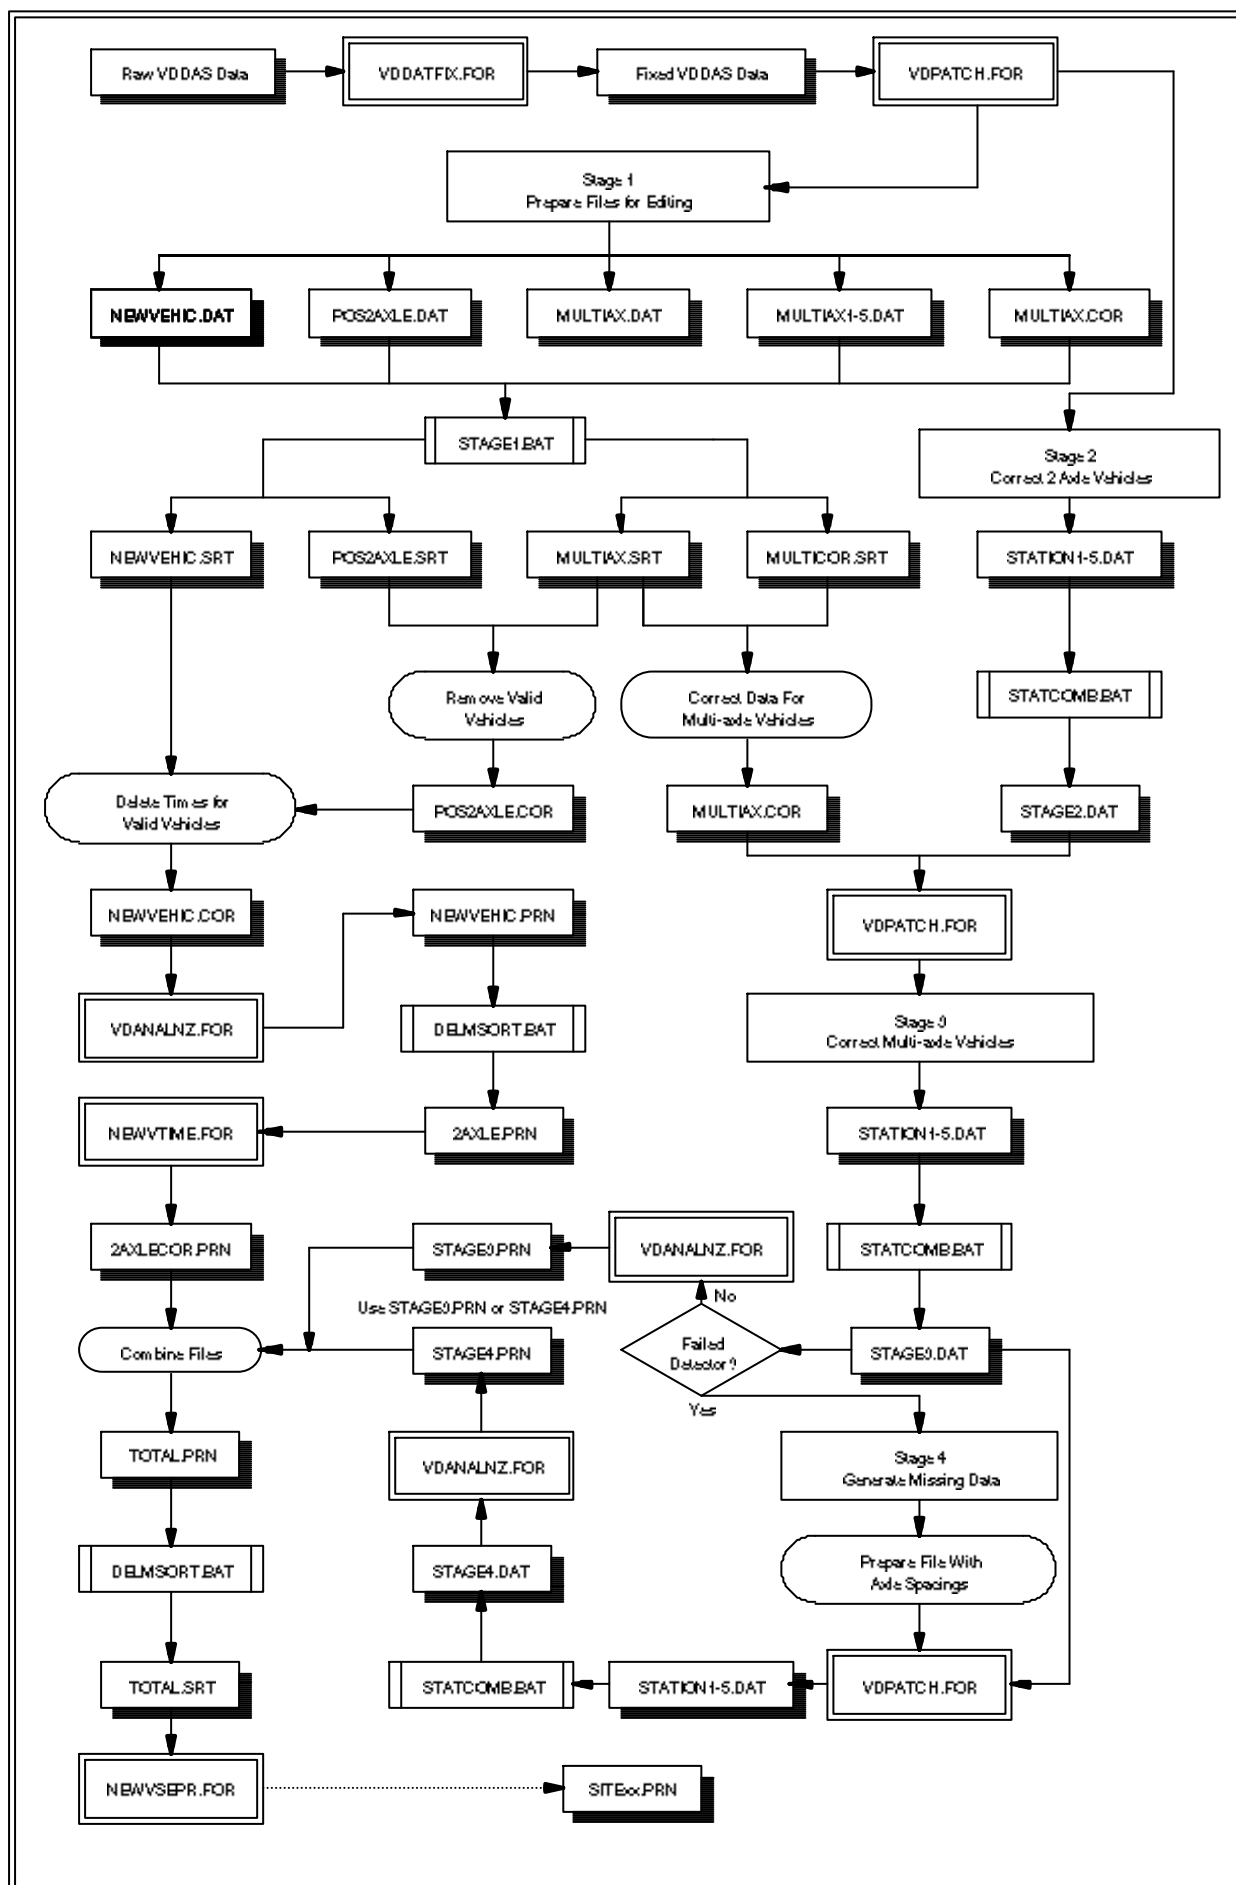 Raw VDDAS Data
VDDATFIX.FOR
Fixed VDDAS Data
VDPATCH.FOR
Stage 1
Prepare Files for Editing
NEWVEHIC.DAT
POS2AXLE.DAT
MULTIAX.DAT
MULTIAX1-5.DAT
MULTIAX.COR
STAGE1.BAT
Stage 2
Correct 2 Axle Vehicles
NEWVEHIC.SRT
POS2AXLE.SRT
MULTIAX.SRT
MULTICOR.SRT
STATION1-5.DAT
Remove Valid
Vehicles
Correct Data For
Multi-axle Vehicles
STATCOMB.BAT
Delete Times for
Valid Vehicles
POS2AXLE.COR
MULTIAX.COR
STAGE2.DAT
NEWVEHIC.COR
NEWVEHIC.PRN
VDPATCH.FOR
VDANALNZ.FOR
DELMSORT.BAT
Stage 3
Correct Multi-axle Vehicles
NEWVTIME.FOR
2AXLE.PRN
STATION1-5.DAT
2AXLECOR.PRN
STAGE3.PRN
VDANALNZ.FOR
STATCOMB.BAT
No
Use STAGE3.PRN or STAGE4.PRN
Combine Files
STAGE4.PRN
Failed
Detector ?
STAGE3.DAT
Yes
TOTAL.PRN
VDANALNZ.FOR
Stage 4
Generate Missing Data
DELMSORT.BAT
STAGE4.DAT
Prepare File With
Axle Spacings
TOTAL.SRT
STATCOMB.BAT
STATION1-5.DAT
VDPATCH.FOR
NEWVSEPR.FOR
SITExx.PRN